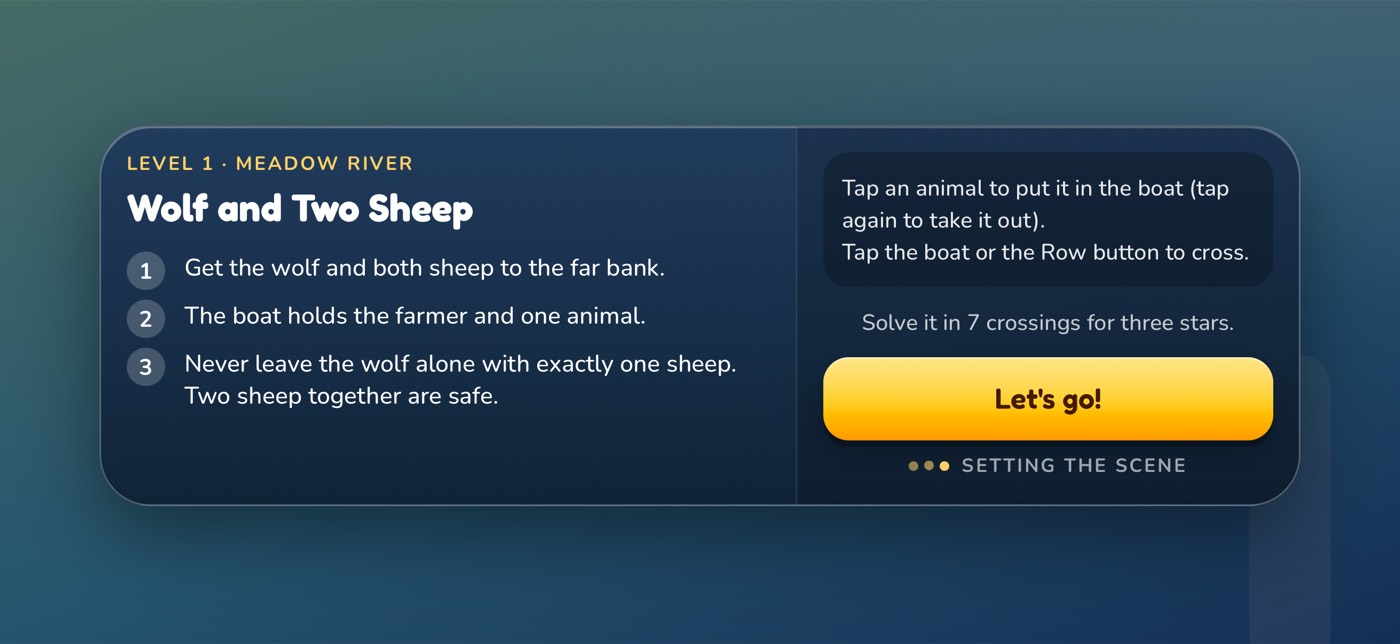 LEVEL 1 · MEADOW RIVER
Wolf and Two Sheep
1 Get the wolf and both sheep to the far bank.
2 The boat holds the farmer and one animal.
3 Never leave the wolf alone with exactly one sheep.
Two sheep together are safe.
Tap an animal to put it in the boat (tap
again to take it out).
Tap the boat or the Row button to cross.
Solve it in 7 crossings for three stars.
Let's go!
SETTING THE SCENE